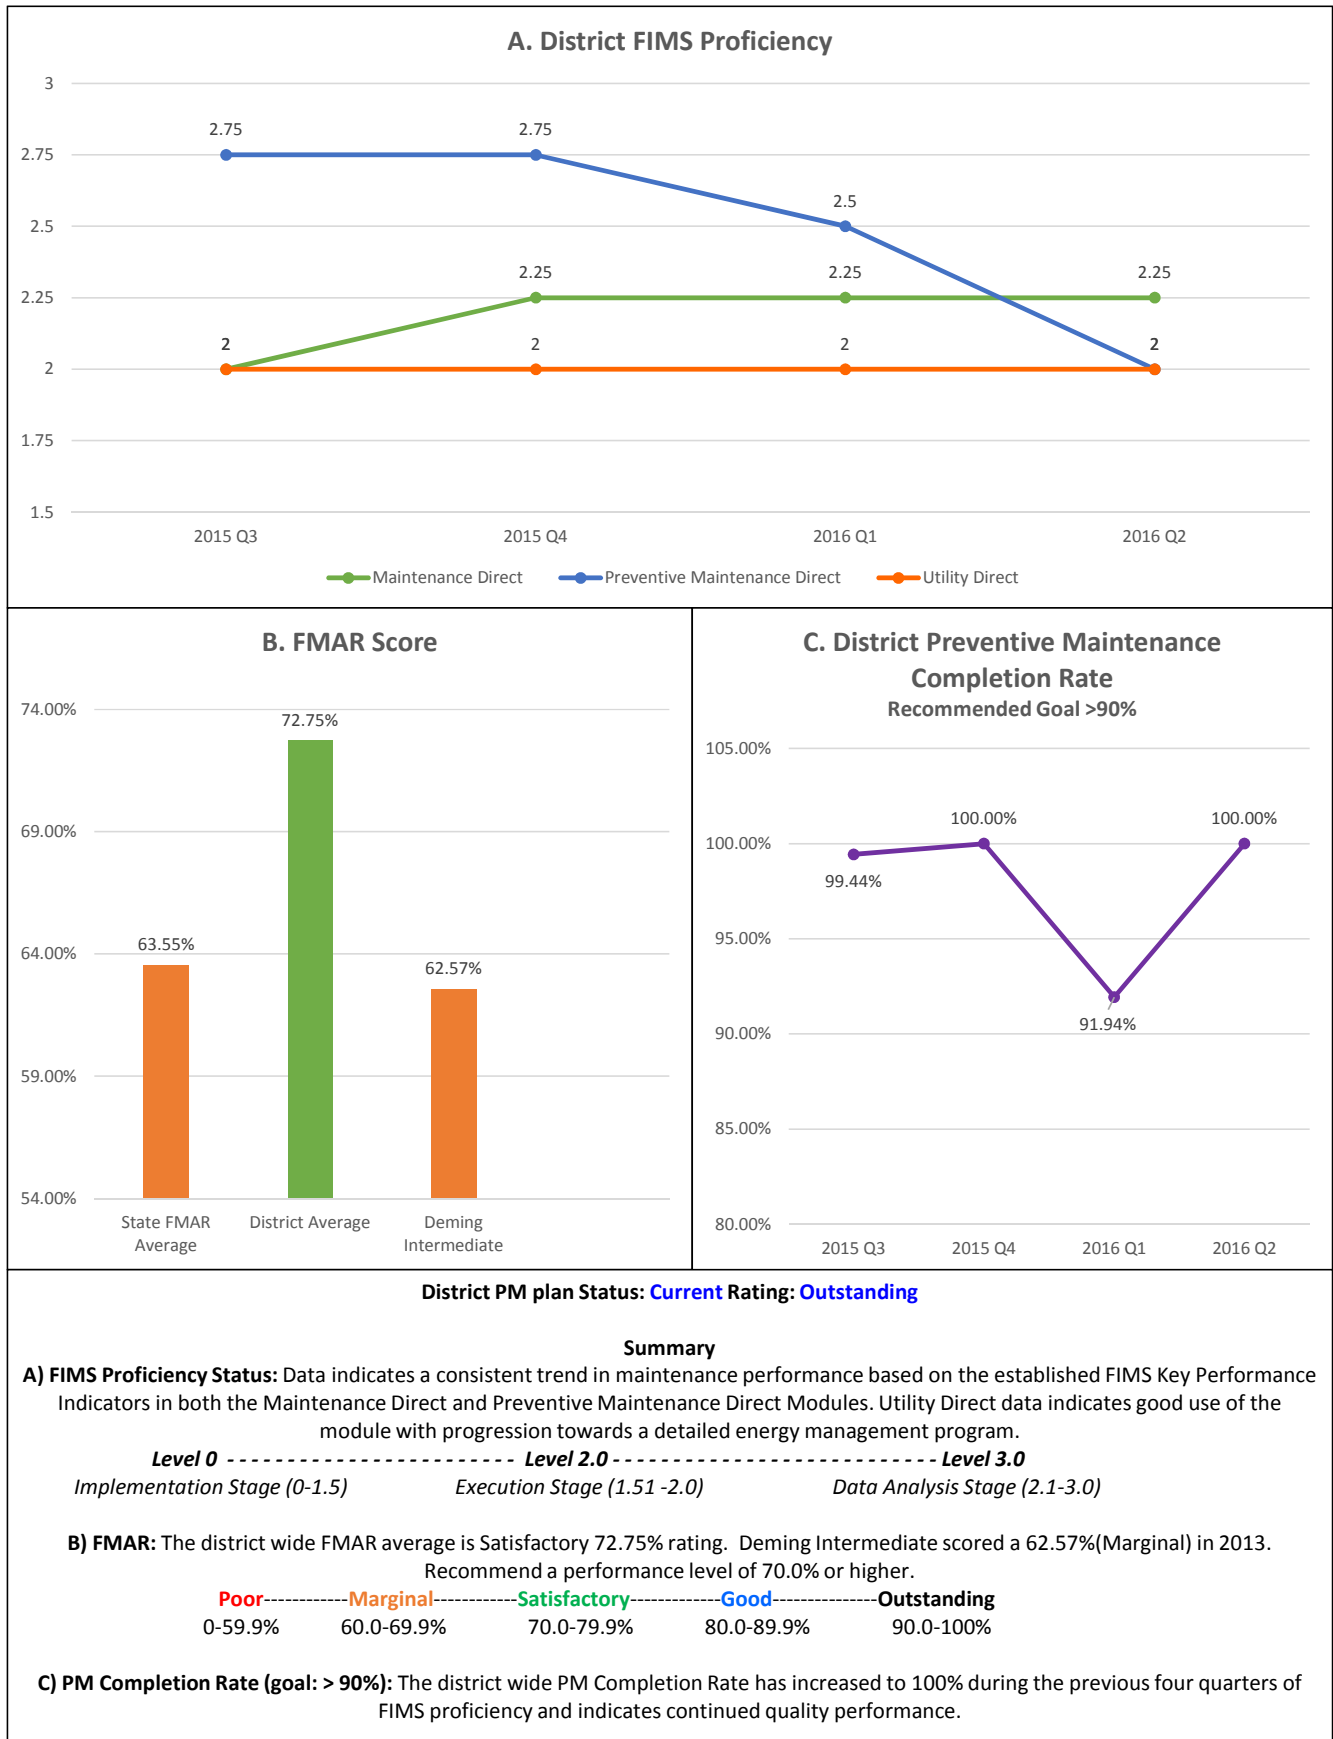 A. District FIMS Proficiency
3
2.75
2.5
2.25
2
1.75
1.5
2.75
2.75
2.5
2.25
2.25
2.25
2
2
2
2
2015 Q3
2015 Q4
2016 Q1
2016 Q2
Maintenance Direct
Preventive Maintenance Direct
Utility Direct
B. FMAR Score
74.00%
69.00%
64.00%
59.00%
54.00%
63.55%
72.75%
62.57%
State FMAR
Average
District Average
Deming
Intermediate
C. District Preventive Maintenance
Completion Rate
Recommended Goal >90%
105.00%
100.00%
95.00%
90.00%
85.00%
80.00%
99.44%
100.00%
91.94%
100.00%
2015 Q3
2015 Q4
2016 Q1
2016 Q2
District PM plan Status: Current Rating: Outstanding
Summary
A) FIMS Proficiency Status: Data indicates a consistent trend in maintenance performance based on the established FIMS Key Performance
Indicators in both the Maintenance Direct and Preventive Maintenance Direct Modules. Utility Direct data indicates good use of the
module with progression towards a detailed energy management program.
Level 0 - - - - - - - - - - - - - - - - - - - - - - - - Level 2.0 - - - - - - - - - - - - - - - - - - - - - - - - - - - Level 3.0
Implementation Stage (0-1.5) Execution Stage (1.51 -2.0) Data Analysis Stage (2.1-3.0)
B) FMAR: The district wide FMAR average is Satisfactory 72.75% rating. Deming Intermediate scored a 62.57%(Marginal) in 2013.
Recommend a performance level of 70.0% or higher.
Poor------------Marginal------------Satisfactory-------------Good---------------Outstanding
0-59.9% 60.0-69.9% 70.0-79.9% 80.0-89.9% 90.0-100%
C) PM Completion Rate (goal: > 90%): The district wide PM Completion Rate has increased to 100% during the previous four quarters of
FIMS proficiency and indicates continued quality performance.